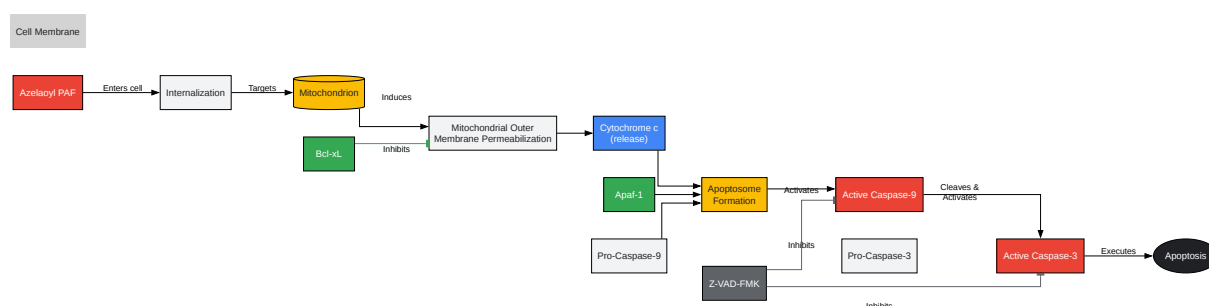 Cell Membrane
Azelaoyl PAF
Enters cell
Internalization
Targets
Mitochondrion
Induces
Mitochondrial Outer
Membrane Permeabilization
Cytochrome c
(release)
Bcl-xL
Inhibits
Apaf-1
Apoptosome
Formation
Activates
Active Caspase-9
Cleaves &
Activates
Pro-Caspase-9
Inhibits
Pro-Caspase-3
Active Caspase-3
Executes
Apoptosis
Z-VAD-FMK
Inhibits